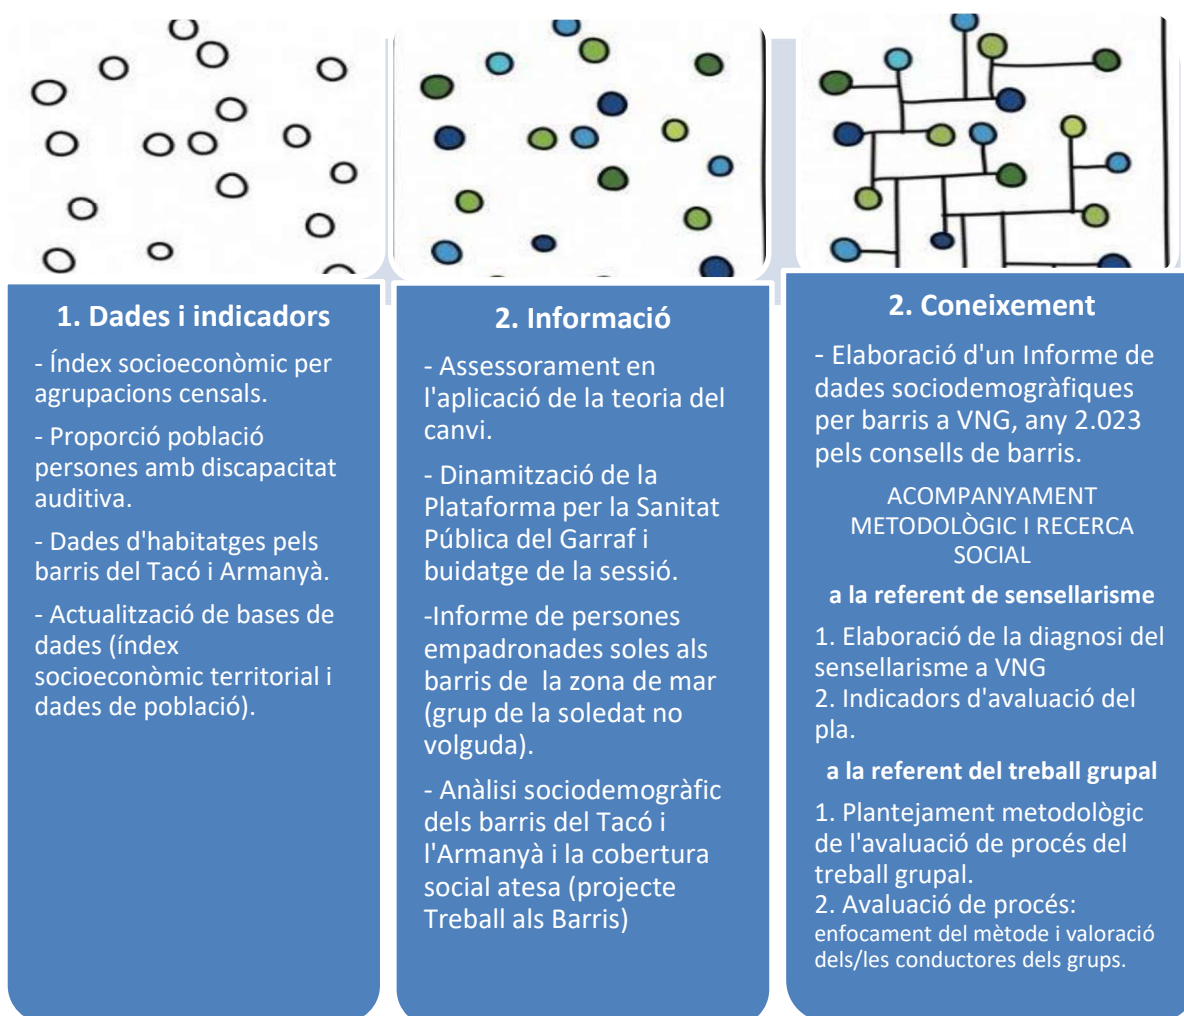 1. Dades i indicadors
- Índex socioeconòmic per
agrupacions censals.
- Proporció població
persones amb discapacitat
auditiva.
- Dades d'habitatges pels
barris del Tacó i Armanyà.
- Actualització de bases de
dades (índex
socioeconòmic territorial i
dades de població).
2. Informació
- Assessorament en
l'aplicació de la teoria del
canvi.
- Dinamització de la
Plataforma per la Sanitat
Pública del Garraf i
buidatge de la sessió.
-Informe de persones
empadronades soles als
barris de  la zona de mar
(grup de la soledat no
volguda).
- Anàlisi sociodemogràfic
dels barris del Tacó i
l'Armanyà i la cobertura
social atesa (projecte
Treball als Barris)
2. Coneixement
- Elaboració d'un Informe de
dades sociodemogràfiques
per barris a VNG, any 2.023
pels consells de barris.
ACOMPANYAMENT
METODOLÒGIC I RECERCA
SOCIAL
a la referent de sensellarisme
1. Elaboració de la diagnosi del
sensellarisme a VNG
2. Indicadors d'avaluació del
pla.
a la referent del treball grupal
1. Plantejament metodològic
de l'avaluació de procés del
treball grupal.
2. Avaluació de procés:
enfocament del mètode i valoració
dels/les conductores dels grups.